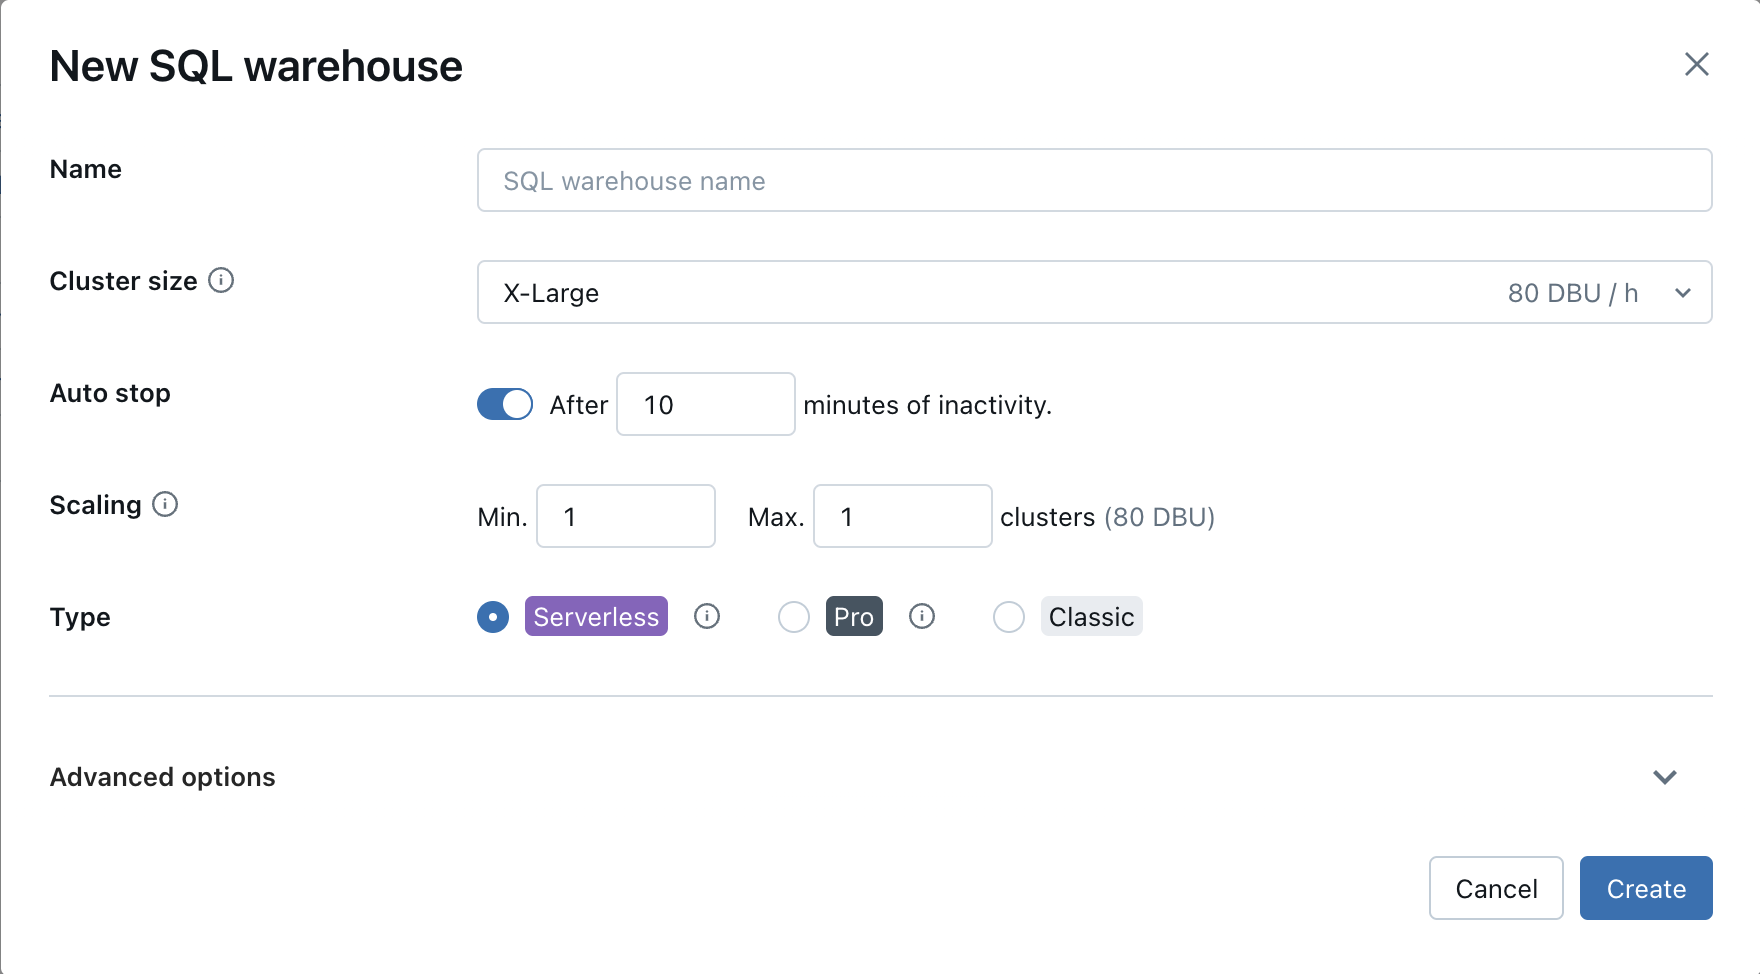 New SQL warehouse
Name
SQL warehouse name
Cluster size
X-Large 80 DBU / h
Auto stop
After 10 minutes of inactivity.
Scaling
Min. 1 Max. 1 clusters (80 DBU)
Type
Serverless Pro Classic
Advanced options
Cancel Create